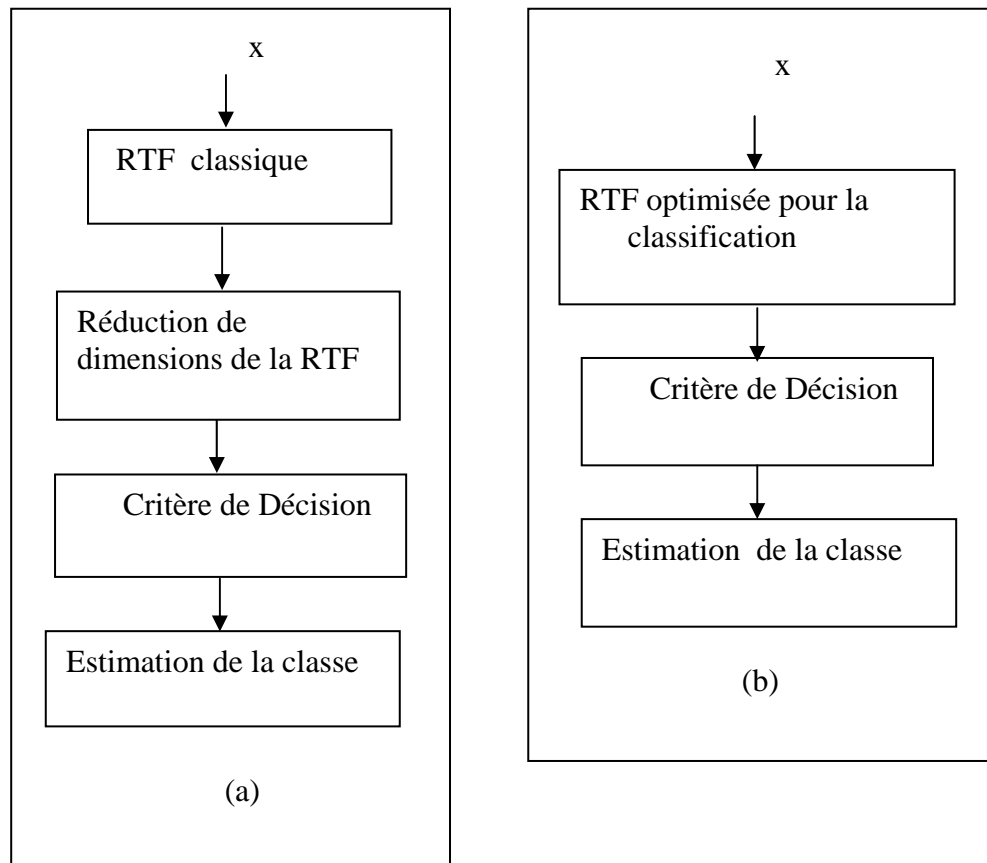 x
RTF classique
Réduction de
dimensions de la RTF
Critère de Décision
Estimation de la classe
(a)
x
RTF optimisée pour la
classification
Critère de Décision
Estimation de la classe
(b)